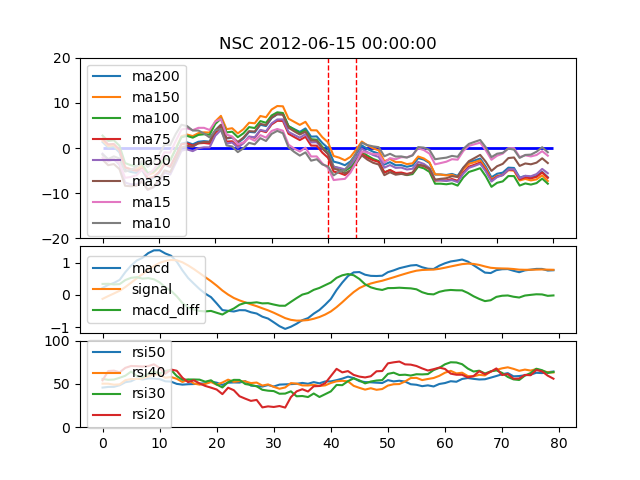 NSC 2012-06-15 00:00:00
20
10
0
−10
−20
ma200
ma150
ma100
ma75
ma50
ma35
ma15
ma10
1
0
−1
macd
signal
macd_diff
100
50
0
rsi50
rsi40
rsi30
rsi20
0 10 20 30 40 50 60 70 80